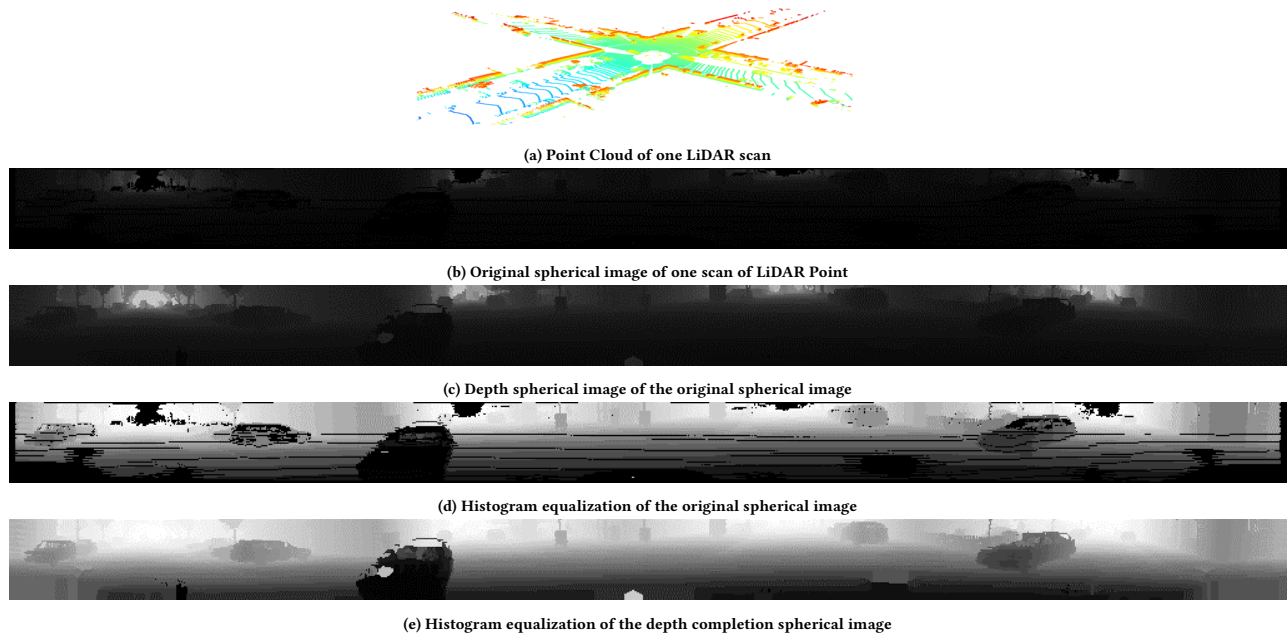 (a) Point Cloud of one LiDAR scan
(b) Original spherical image of one scan of LiDAR Point
(c) Depth spherical image of the original spherical image
(d) Histogram equalization of the original spherical image
(e) Histogram equalization of the depth completion spherical image